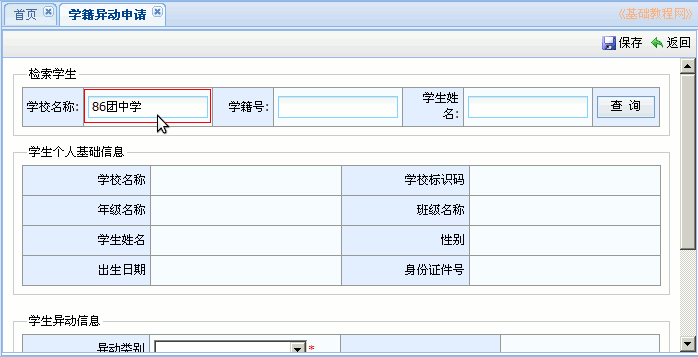 首页 学籍异动申请 《基础教程网》
保存 返回
检索学生
学校名称: 86团中学 学籍号: 学生姓名: 查 询
学生个人基础信息
学校名称 学校标识码
年级名称 班级名称
学生姓名 性别
出生日期 身份证件号
学生异动信息
异动类别 *